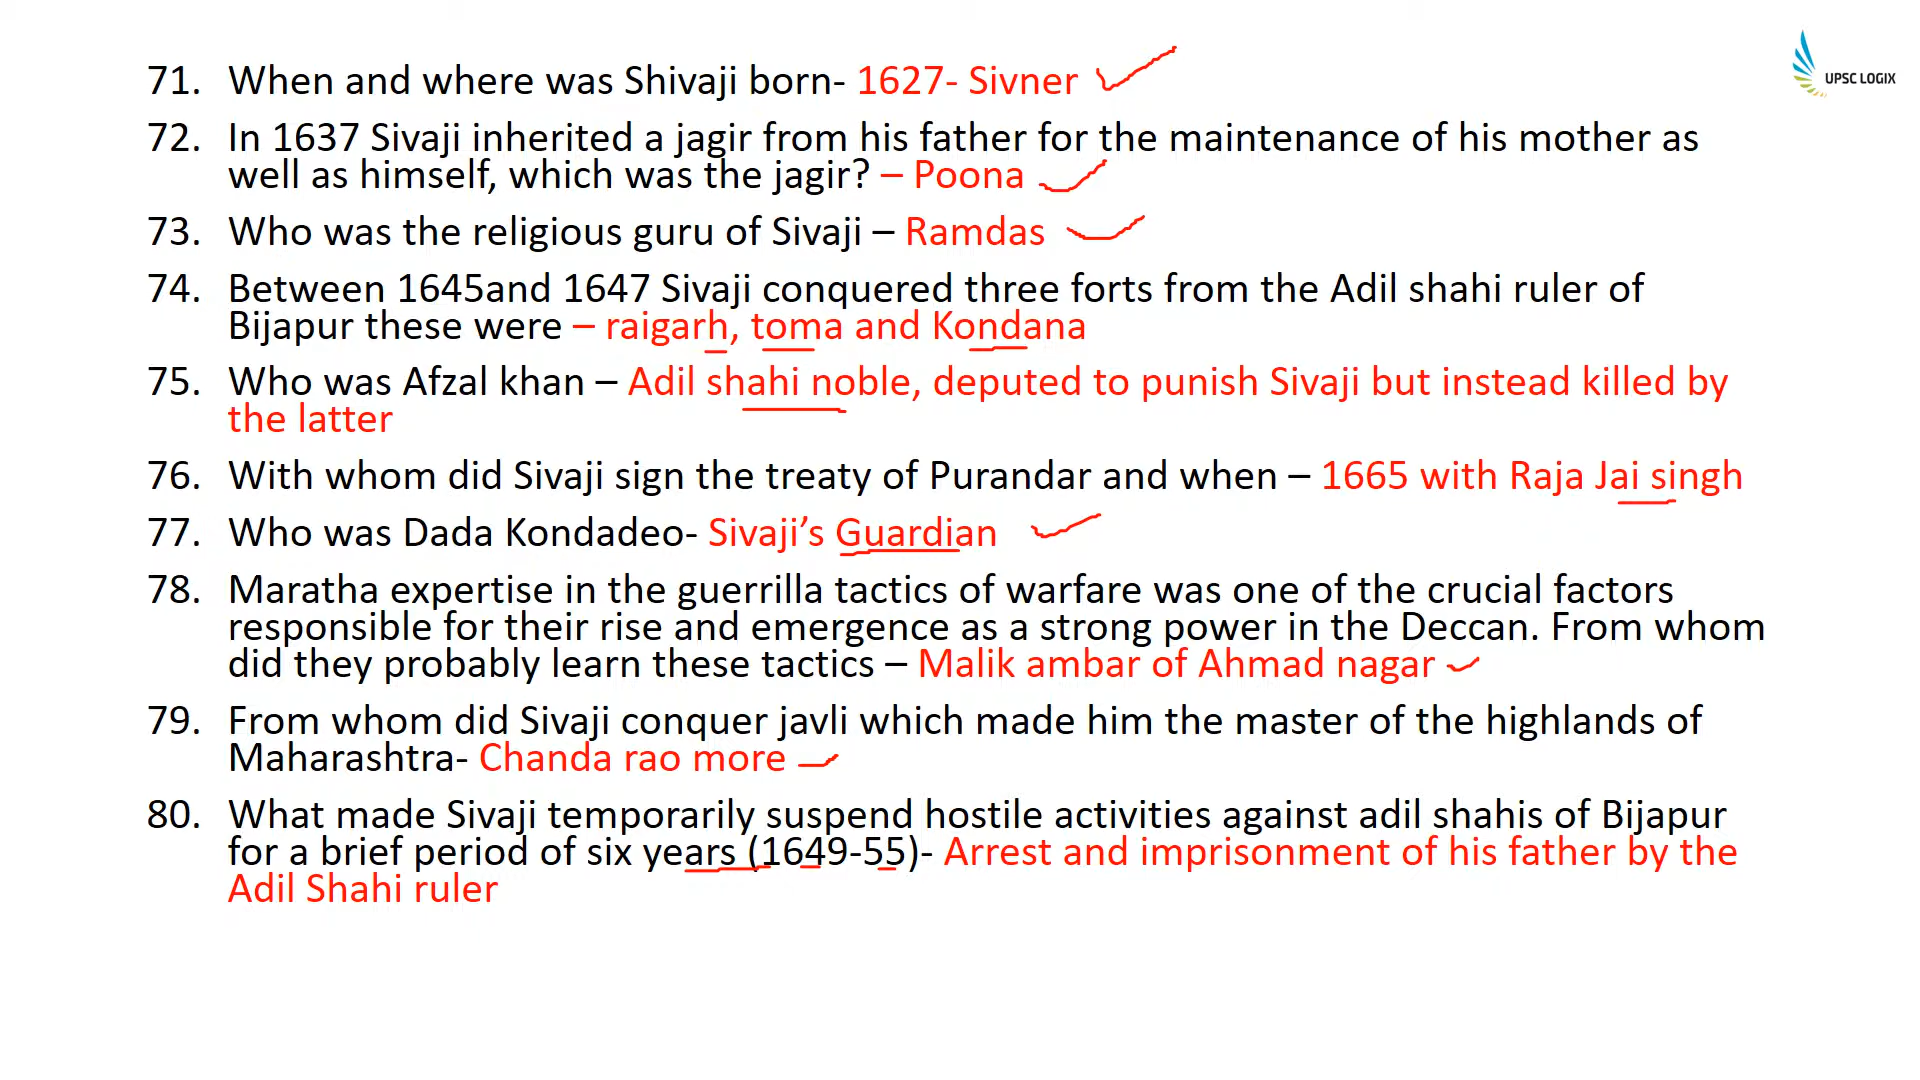 UPSC LOGIX
71. When and where was Shivaji born- 1627- Sivner
72. In 1637 Sivaji inherited a jagir from his father for the maintenance of his mother as
well as himself, which was the jagir? – Poona
73. Who was the religious guru of Sivaji – Ramdas
74. Between 1645and 1647 Sivaji conquered three forts from the Adil shahi ruler of
Bijapur these were – raigarh, toma and Kondana
75. Who was Afzal khan – Adil shahi noble, deputed to punish Sivaji but instead killed by
the latter
76. With whom did Sivaji sign the treaty of Purandar and when – 1665 with Raja Jai singh
77. Who was Dada Kondadeo- Sivaji’s Guardian
78. Maratha expertise in the guerrilla tactics of warfare was one of the crucial factors
responsible for their rise and emergence as a strong power in the Deccan. From whom
did they probably learn these tactics – Malik ambar of Ahmad nagar
79. From whom did Sivaji conquer javli which made him the master of the highlands of
Maharashtra- Chanda rao more
80. What made Sivaji temporarily suspend hostile activities against adil shahis of Bijapur
for a brief period of six years (1649-55)- Arrest and imprisonment of his father by the
Adil Shahi ruler